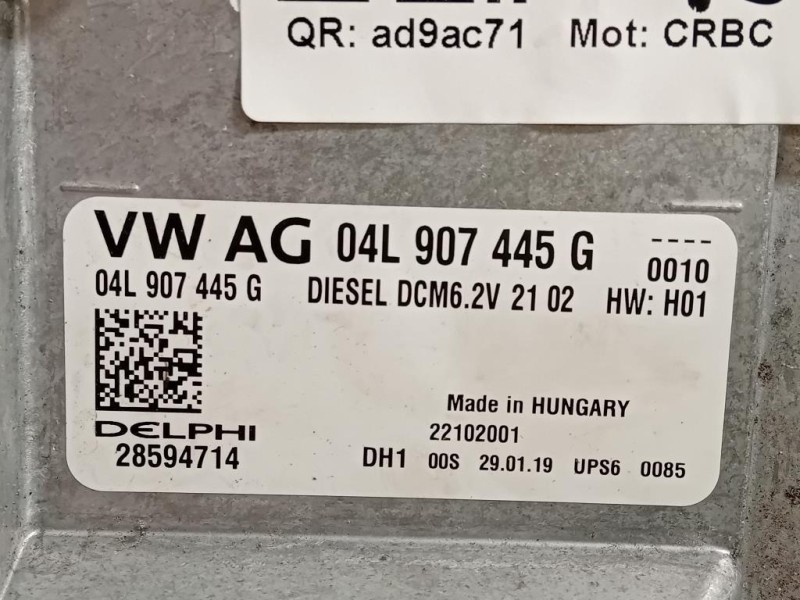 QR: ad9ac71 Mot: CRBC
VW AG 04L 907 445 G ----
0010
04L 907 445 G DIESEL DCM6.2V 21 02 HW: H01
Made in HUNGARY
DELPHI 22102001
28594714 DH1 00S 29.01.19 UPS6 0085